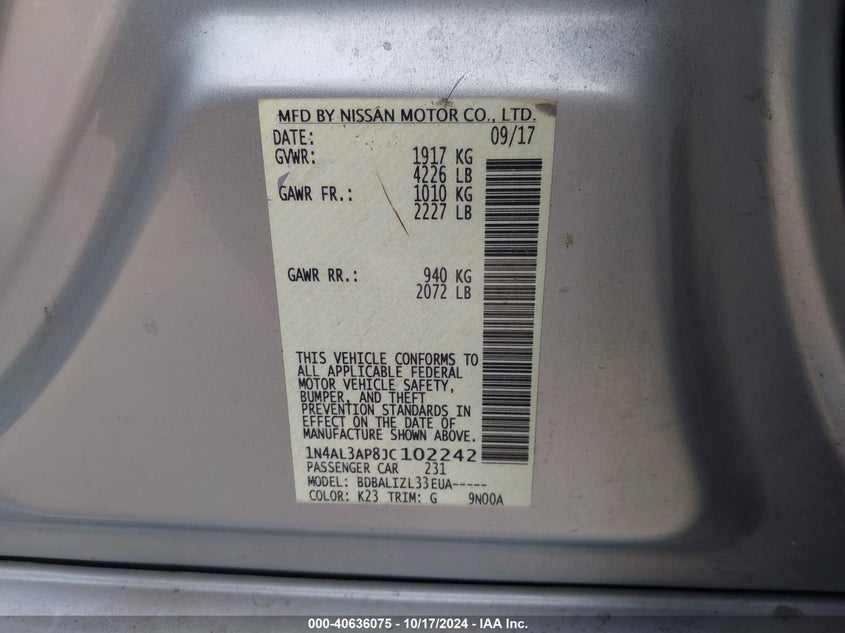 MFD BY NISSAN MOTOR CO., LTD.
DATE: 09/17
GVWR: 1917 KG
4226 LB
GAWR FR.: 1010 KG
2227 LB
GAWR RR.: 940 KG
2072 LB
THIS VEHICLE CONFORMS TO
ALL APPLICABLE FEDERAL
MOTOR VEHICLE SAFETY,
BUMPER, AND THEFT
PREVENTION STANDARDS IN
EFFECT ON THE DATE OF
MANUFACTURE SHOWN ABOVE.
1N4AL3AP8JC102242
PASSENGER CAR 231
MODEL: BDBALIZL33EUA-----
COLOR: K23 TRIM: G 9N00A
000-40636075 - 10/17/2024 - IAA Inc.